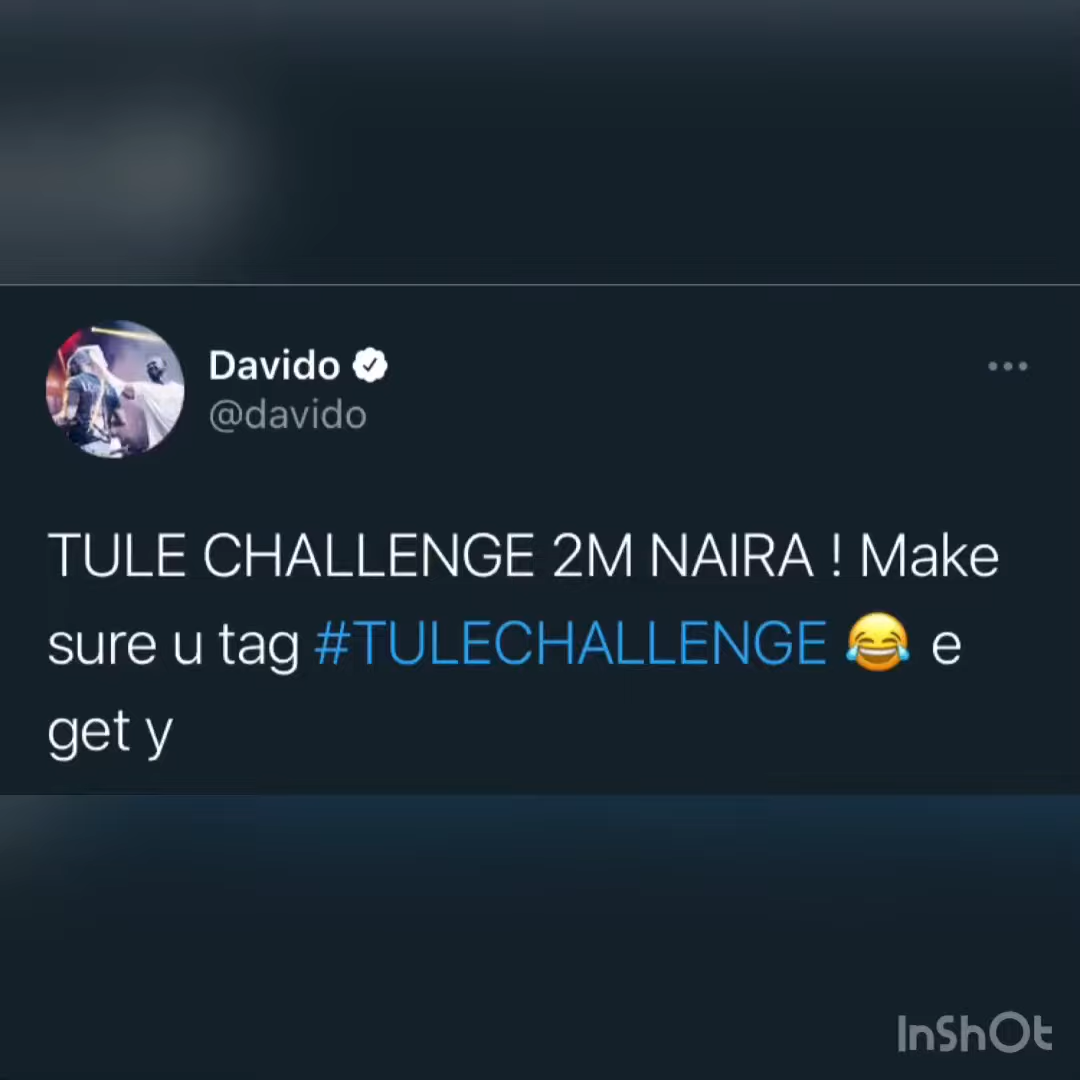 Davido
@davido
TULE CHALLENGE 2M NAIRA ! Make
sure u tag #TULECHALLENGE 😂 e
get y
InShOt